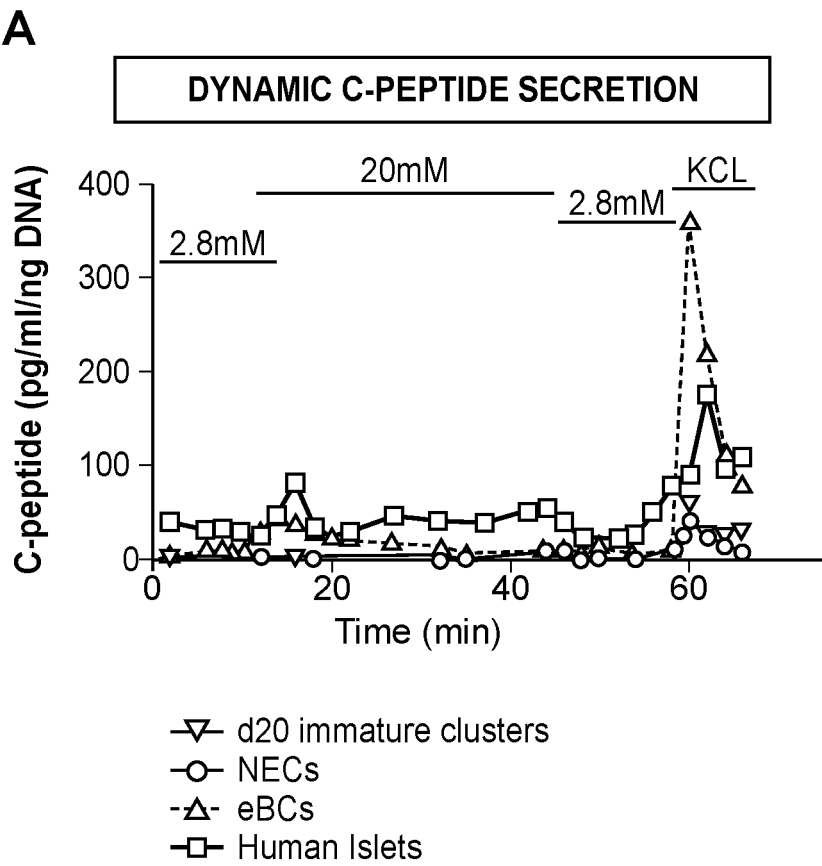 A
DYNAMIC C-PEPTIDE SECRETION
C-peptide (pg/ml/ng DNA)
400
300
200
100
0
2.8mM
20mM
2.8mM
KCL
0 20 40 60
Time (min)
d20 immature clusters
NECs
eBCs
Human Islets